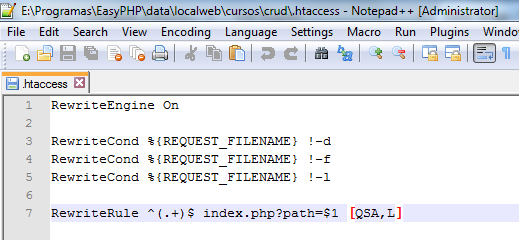 E:\Programas\EasyPHP\data\localweb\cursos\crud\.htaccess - Notepad++ [Administrator]
File Edit Search View Encoding Language Settings Macro Run Plugins
.htaccess
1 RewriteEngine On
2
3 RewriteCond %{REQUEST_FILENAME} !-d
4 RewriteCond %{REQUEST_FILENAME} !-f
5 RewriteCond %{REQUEST_FILENAME} !-l
6
7 RewriteRule ^(.+)$ index.php?path=$1 [QSA,L]